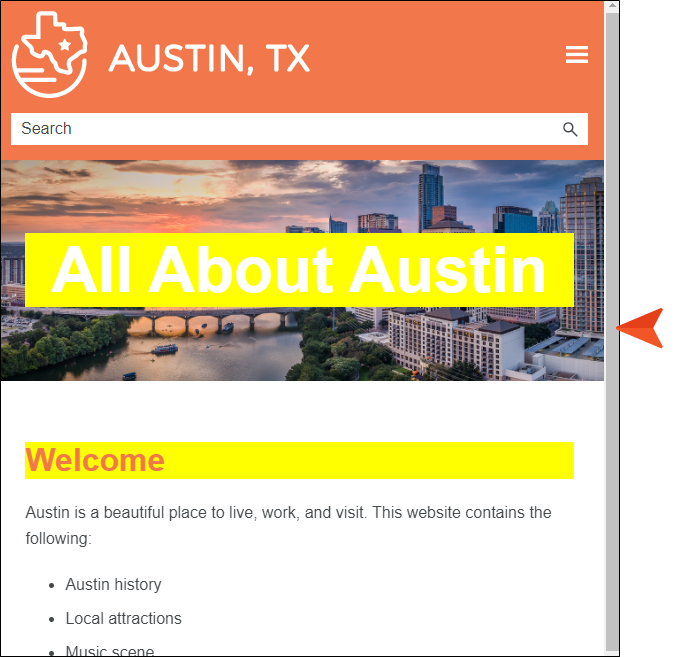 AUSTIN, TX
Search
All About Austin
Welcome
Austin is a beautiful place to live, work, and visit. This website contains the
following:
• Austin history
• Local attractions
• Music scene